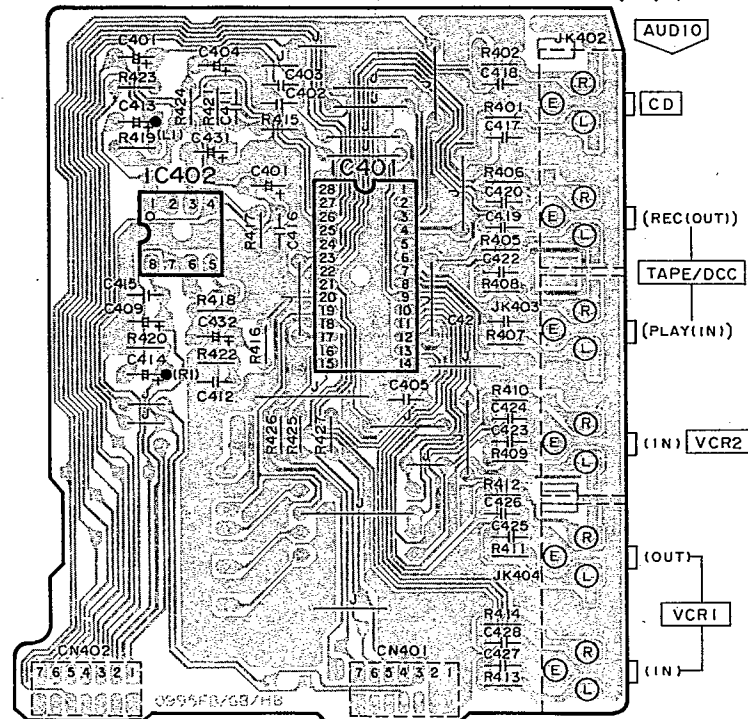 AUDIO
C401
C404
JK402
R402
C418
C403
C402
R423
C413
R424
R421
C411
R415
R401
C417
CD
R419
(L1)
C431
IC402
C401
IC401
R406
C420
C419
R405
(REC(OUT))
1 2 3 4
8 7 6 5
R417
C416
28 27 26 25 24 23 22 21 20 19 18 17 16 15
1 2 3 4 5 6 7 8 9 10 11 12 13 14
C422
R408
TAPE/DCC
C415
C409
R420
C414
(R1)
R418
C432
R422
C412
R416
C42
JK403
R407
(PLAY(IN)
C405
R410
C424
C423
R409
(IN) VCR2
R426
R425
R427
R412
C426
C425
R411
(OUT)
JK404
VCR1
R414
C428
C427
R413
(IN)
CN402
7 6 5 4 3 2 1
CN401
7 6 5 4 3 2 1
E R L
E R L
E R L
E R L
E R L
E R L